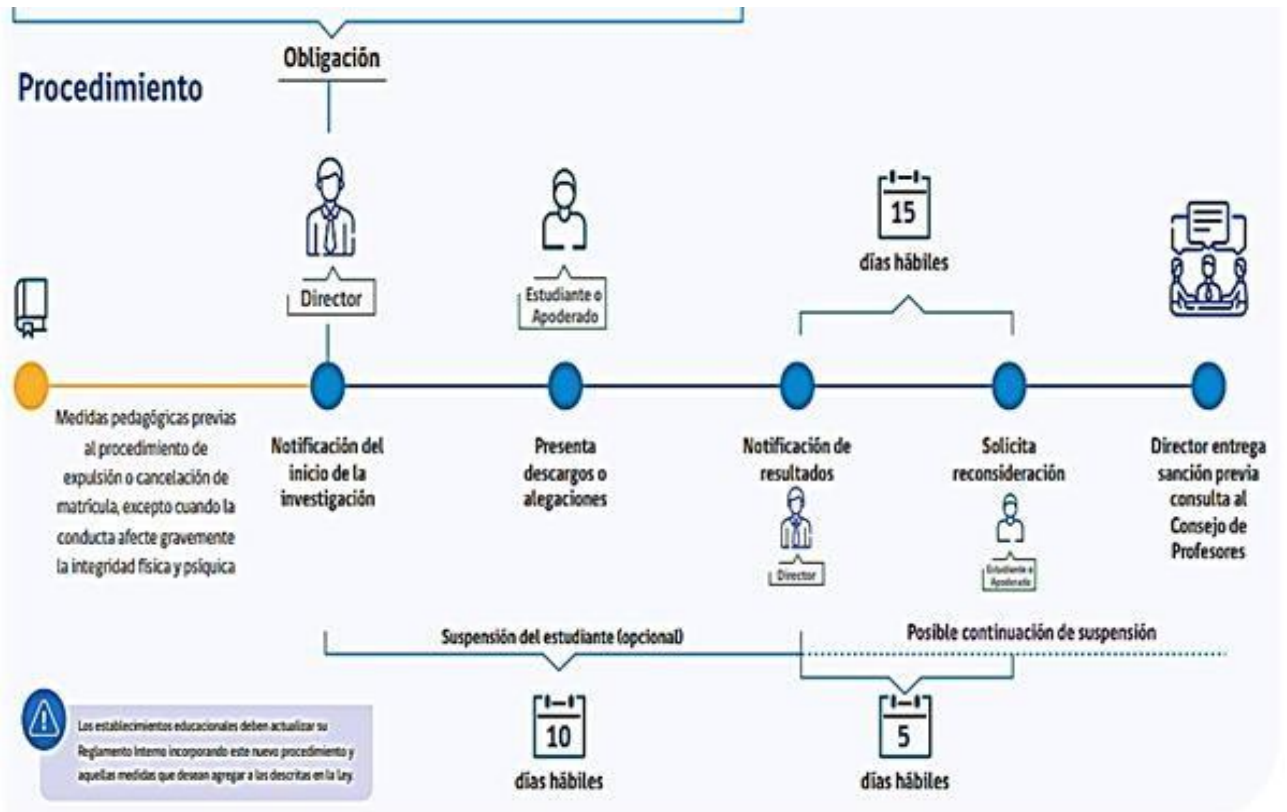 Obligación
Procedimiento
Director
Estudiante o
Apoderado
15
días hábiles
Medidas pedagógicas previas
al procedimiento de
expulsión o cancelación de
matrícula, excepto cuando la
conducta afecte gravemente
la integridad física y psíquica
Notificación del
inicio de la
investigación
Presenta
descargos o
alegaciones
Notificación de
resultados
Director
Solicita
reconsideración
Estudiante o
Apoderado
Director entrega
sanción previa
consulta al
Consejo de
Profesores
Suspensión del estudiante (opcional)
Posible continuación de suspensión
10
días hábiles
5
días hábiles
Los establecimientos educacionales deben actualizar su
Reglamento Interno incorporando este nuevo procedimiento y
aquellas medidas que desean agregar a las descritas en la Ley.